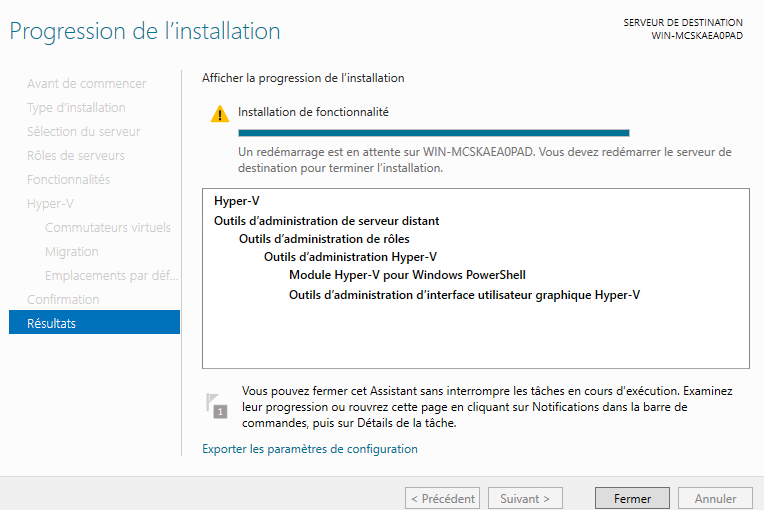 Progression de l'installation
SERVEUR DE DESTINATION
WIN-MCSKAEA0PAD
Avant de commencer
Type d'installation
Sélection du serveur
Rôles de serveurs
Fonctionnalités
Hyper-V
Commutateurs virtuels
Migration
Emplacements par déf...
Confirmation
Résultats
Afficher la progression de l'installation
Installation de fonctionnalité
Un redémarrage est en attente sur WIN-MCSKAEA0PAD. Vous devez redémarrer le serveur de
destination pour terminer l'installation.
Hyper-V
Outils d'administration de serveur distant
Outils d'administration de rôles
Outils d'administration Hyper-V
Module Hyper-V pour Windows PowerShell
Outils d'administration d'interface utilisateur graphique Hyper-V
1
Vous pouvez fermer cet Assistant sans interrompre les tâches en cours d'exécution. Examinez
leur progression ou rouvrez cette page en cliquant sur Notifications dans la barre de
commandes, puis sur Détails de la tâche.
Exporter les paramètres de configuration
< Précédent
Suivant >
Fermer
Annuler